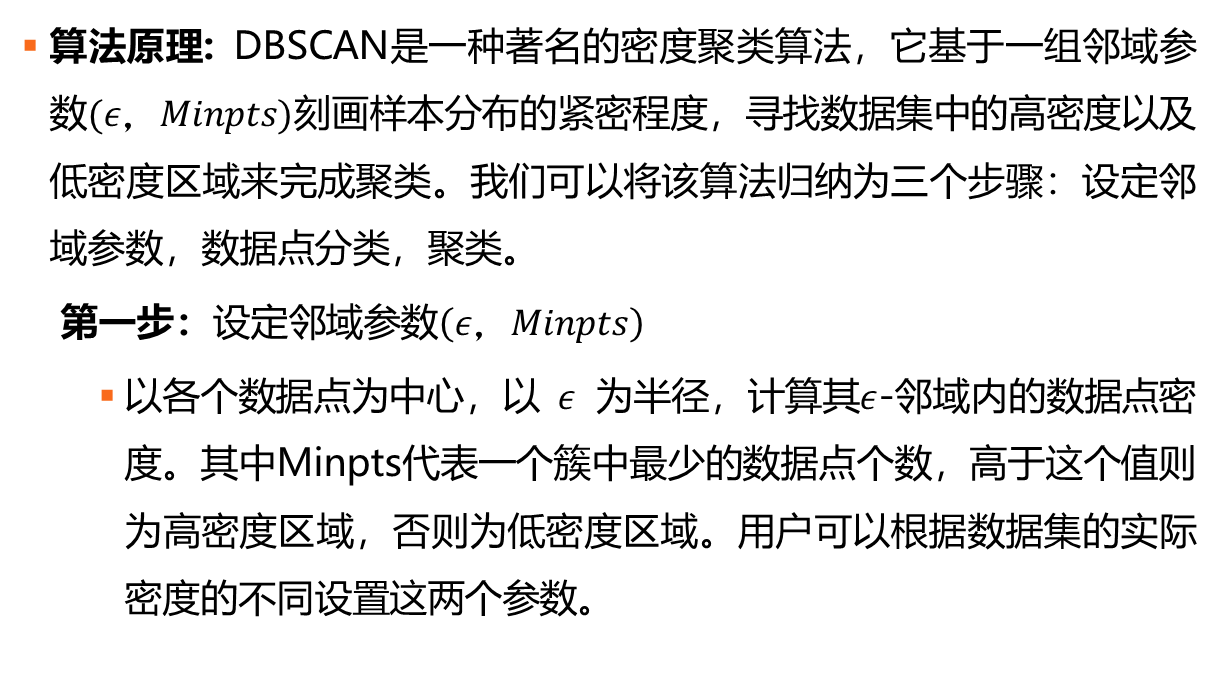 ▪ 算法原理: DBSCAN是一种著名的密度聚类算法，它基于一组邻域参
数(ϵ，Minpts)刻画样本分布的紧密程度，寻找数据集中的高密度以及
低密度区域来完成聚类。我们可以将该算法归纳为三个步骤：设定邻
域参数，数据点分类，聚类。
第一步：设定邻域参数(ϵ，Minpts)
▪ 以各个数据点为中心，以 ϵ 为半径，计算其ϵ-邻域内的数据点密
度。其中Minpts代表一个簇中最少的数据点个数，高于这个值则
为高密度区域，否则为低密度区域。用户可以根据数据集的实际
密度的不同设置这两个参数。